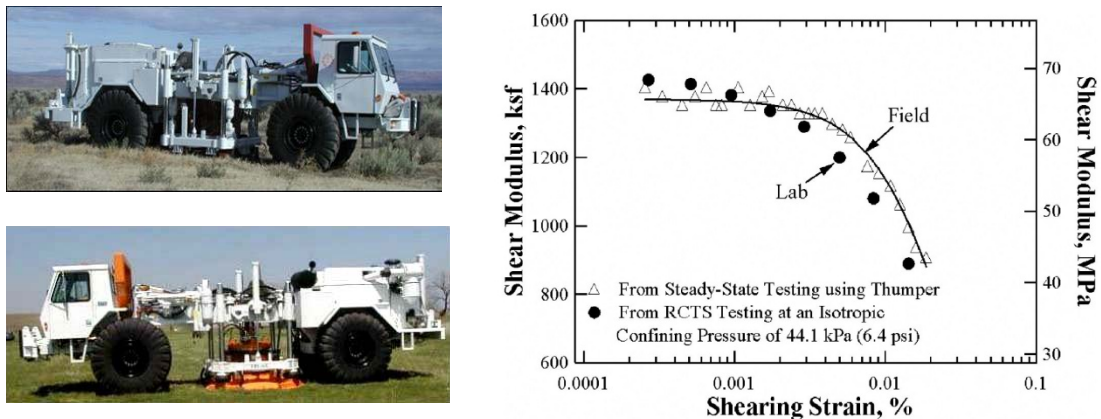 1600
1400
1200
1000
800
600
Shear Modulus, ksf
70
60
50
40
30
Shear Modulus, MPa
Field
Lab
From Steady-State Testing using Thumper
From RCTS Testing at an Isotropic
Confining Pressure of 44.1 kPa (6.4 psi)
0.0001
0.001
0.01
0.1
Shearing Strain, %